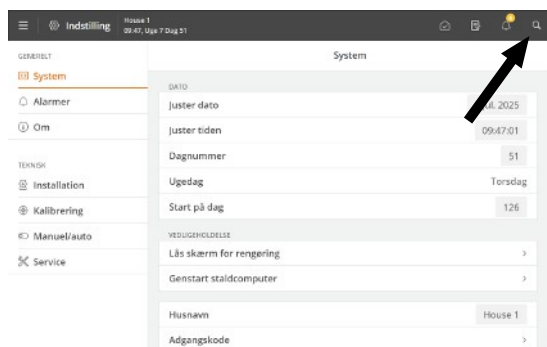 Indstilling
House 1
09:47, Uge 7 Dag 51
GENERELT
System
Alarmer
Om
TEKNISK
Installation
Kalibrering
Manuel/auto
Service
System
DATO
Juster dato 2025
Juster tiden 09:47:01
Dagnummer 51
Ugedag Torsdag
Start på dag 126
VEDLIGEHOLDELSE
Lås skærm for rengøring
Genstart staldcomputer
Husnavn House 1
Adgangskode